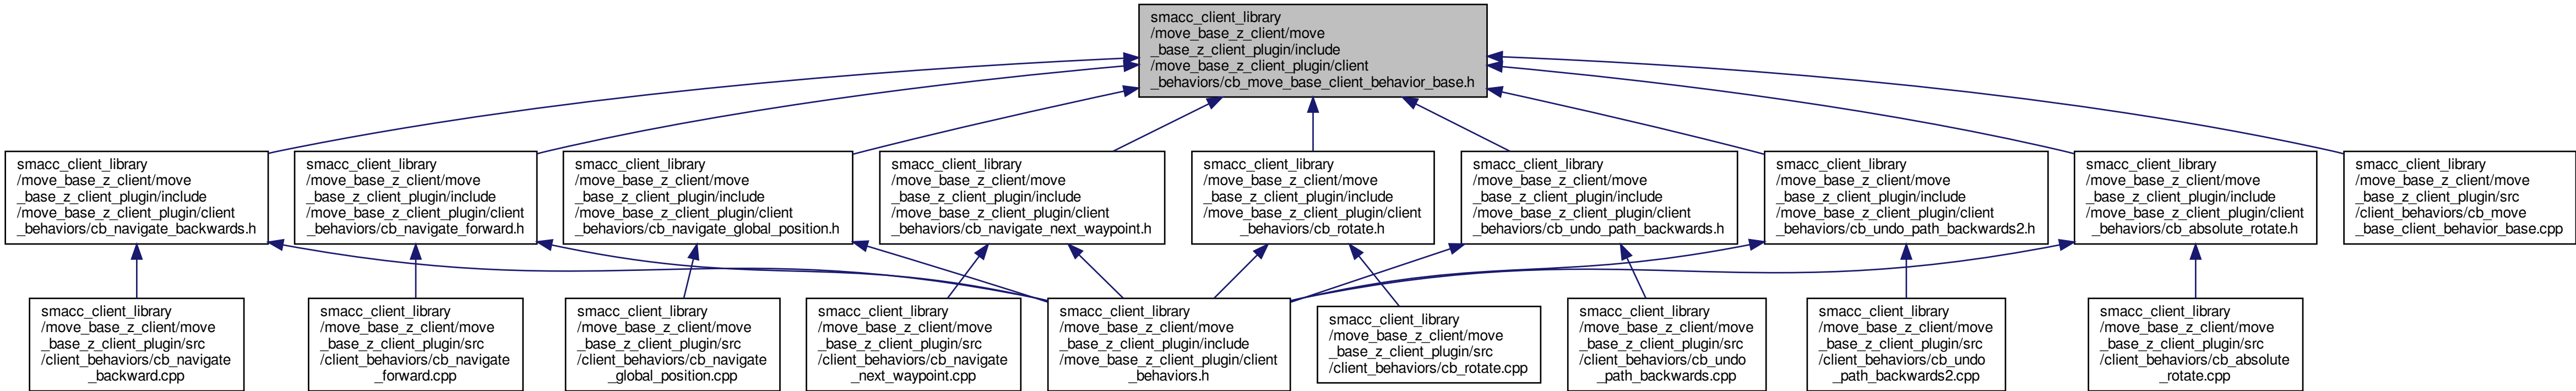 smacc_client_library
/move_base_z_client/move
_base_z_client_plugin/include
/move_base_z_client_plugin/client
_behaviors/cb_move_base_client_behavior_base.h
smacc_client_library
/move_base_z_client/move
_base_z_client_plugin/include
/move_base_z_client_plugin/client
_behaviors/cb_navigate_backwards.h
smacc_client_library
/move_base_z_client/move
_base_z_client_plugin/include
/move_base_z_client_plugin/client
_behaviors/cb_navigate_forward.h
smacc_client_library
/move_base_z_client/move
_base_z_client_plugin/include
/move_base_z_client_plugin/client
_behaviors/cb_navigate_global_position.h
smacc_client_library
/move_base_z_client/move
_base_z_client_plugin/include
/move_base_z_client_plugin/client
_behaviors/cb_navigate_next_waypoint.h
smacc_client_library
/move_base_z_client/move
_base_z_client_plugin/include
/move_base_z_client_plugin/client
_behaviors/cb_rotate.h
smacc_client_library
/move_base_z_client/move
_base_z_client_plugin/include
/move_base_z_client_plugin/client
_behaviors/cb_undo_path_backwards.h
smacc_client_library
/move_base_z_client/move
_base_z_client_plugin/include
/move_base_z_client_plugin/client
_behaviors/cb_undo_path_backwards2.h
smacc_client_library
/move_base_z_client/move
_base_z_client_plugin/include
/move_base_z_client_plugin/client
_behaviors/cb_absolute_rotate.h
smacc_client_library
/move_base_z_client/move
_base_z_client_plugin/src
/client_behaviors/cb_move
_base_client_behavior_base.cpp
smacc_client_library
/move_base_z_client/move
_base_z_client_plugin/src
/client_behaviors/cb_navigate
_backward.cpp
smacc_client_library
/move_base_z_client/move
_base_z_client_plugin/src
/client_behaviors/cb_navigate
_forward.cpp
smacc_client_library
/move_base_z_client/move
_base_z_client_plugin/src
/client_behaviors/cb_navigate
_global_position.cpp
smacc_client_library
/move_base_z_client/move
_base_z_client_plugin/src
/client_behaviors/cb_navigate
_next_waypoint.cpp
smacc_client_library
/move_base_z_client/move
_base_z_client_plugin/include
/move_base_z_client_plugin/client
_behaviors.h
smacc_client_library
/move_base_z_client/move
_base_z_client_plugin/src
/client_behaviors/cb_rotate.cpp
smacc_client_library
/move_base_z_client/move
_base_z_client_plugin/src
/client_behaviors/cb_undo
_path_backwards.cpp
smacc_client_library
/move_base_z_client/move
_base_z_client_plugin/src
/client_behaviors/cb_undo
_path_backwards2.cpp
smacc_client_library
/move_base_z_client/move
_base_z_client_plugin/src
/client_behaviors/cb_absolute
_rotate.cpp